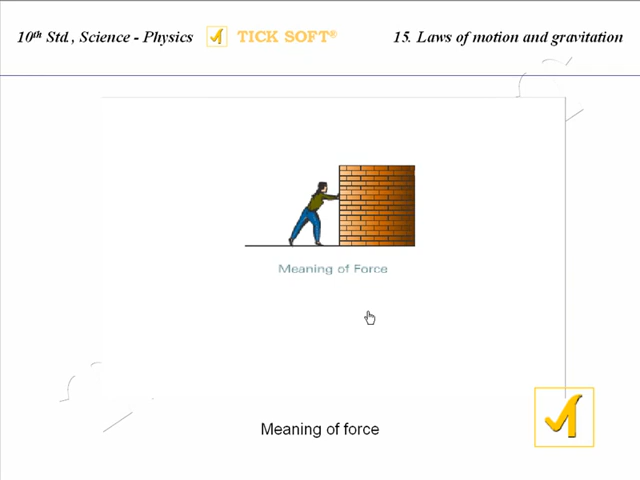 10th Std., Science - Physics TICK SOFT® 15. Laws of motion and gravitation
Meaning of Force
Meaning of force